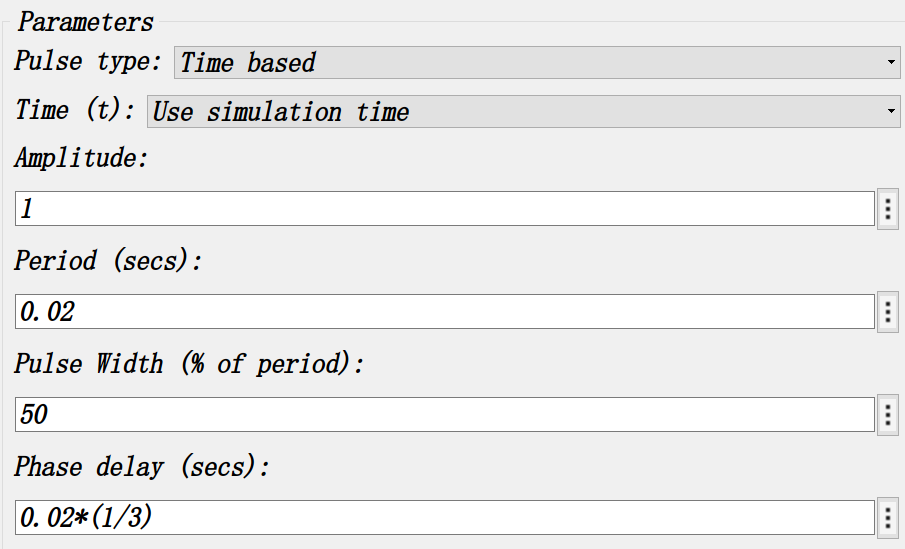 Parameters
Pulse type: Time based
Time (t): Use simulation time
Amplitude:
1
Period (secs):
0.02
Pulse Width (% of period):
50
Phase delay (secs):
0.02*(1/3)